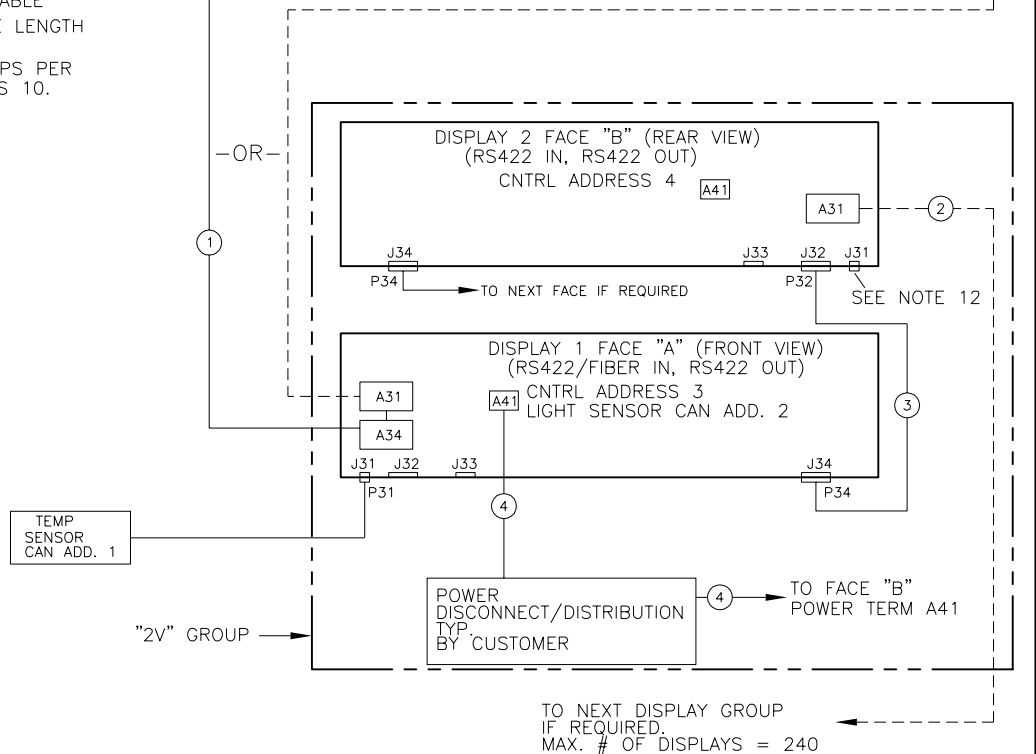 LENGTH
PS PER
S 10.
-OR-
DISPLAY 2 FACE "B" (REAR VIEW)
(RS422 IN, RS422 OUT)
CNTRL ADDRESS 4
A41
A31
2
1
J34
J33
J32
J31
P34
TO NEXT FACE IF REQUIRED
P32
SEE NOTE 12
DISPLAY 1 FACE "A" (FRONT VIEW)
(RS422/FIBER IN, RS422 OUT)
CNTRL ADDRESS 3
LIGHT SENSOR CAN ADD. 2
A31
A41
A34
3
J31
J32
J33
J34
P31
P34
4
TEMP
SENSOR
CAN ADD. 1
POWER
DISCONNECT/DISTRIBUTION
TYP.
BY CUSTOMER
4
TO FACE "B"
POWER TERM A41
"2V" GROUP
TO NEXT DISPLAY GROUP
IF REQUIRED.
MAX. # OF DISPLAYS = 240